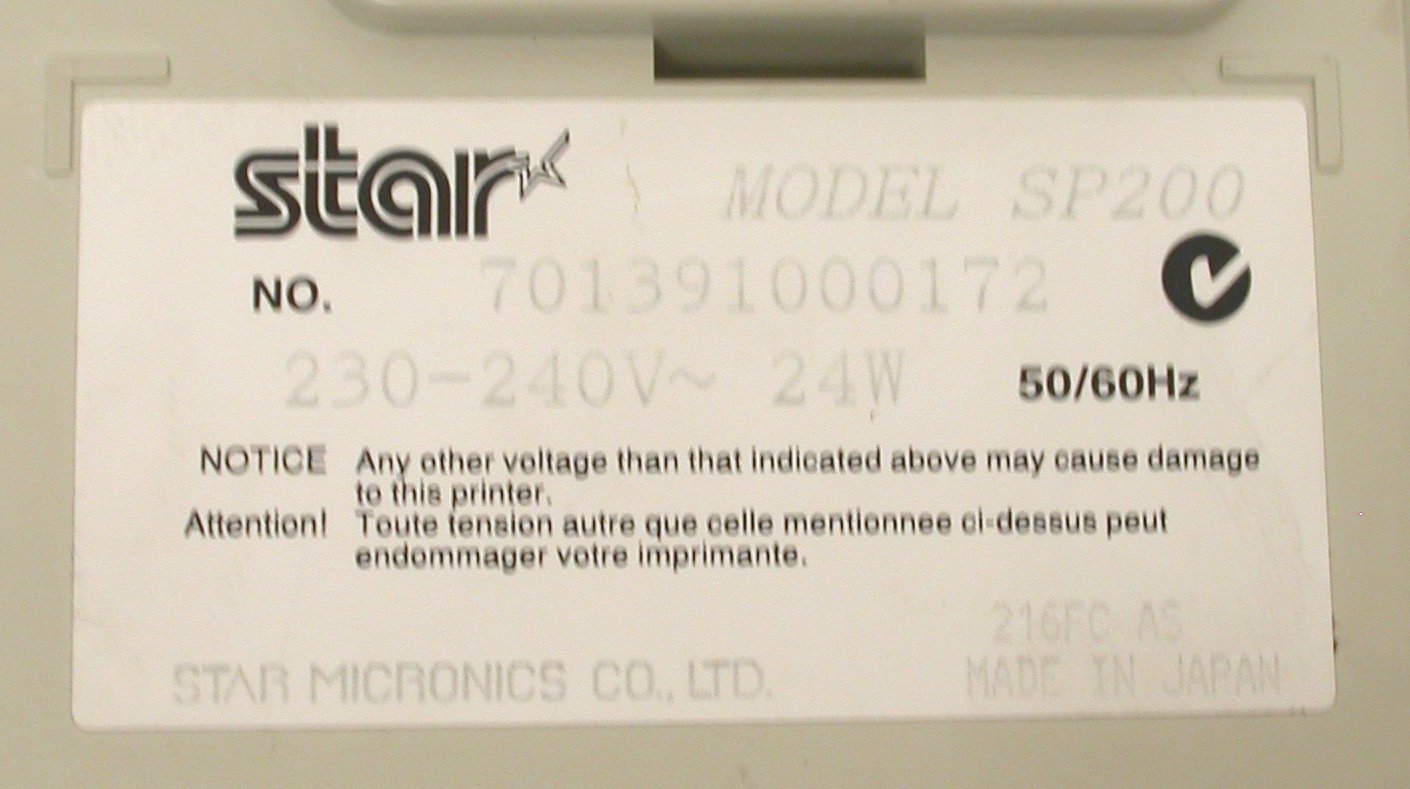 star
MODEL SP200
NO. 701391000172
230-240V~ 24W 50/60Hz
NOTICE Any other voltage than that indicated above may cause damage
to this printer.
Attention! Toute tension autre que celle mentionnee ci-dessus peut
endommager votre imprimante.
216FC AS
STAR MICRONICS CO., LTD. MADE IN JAPAN